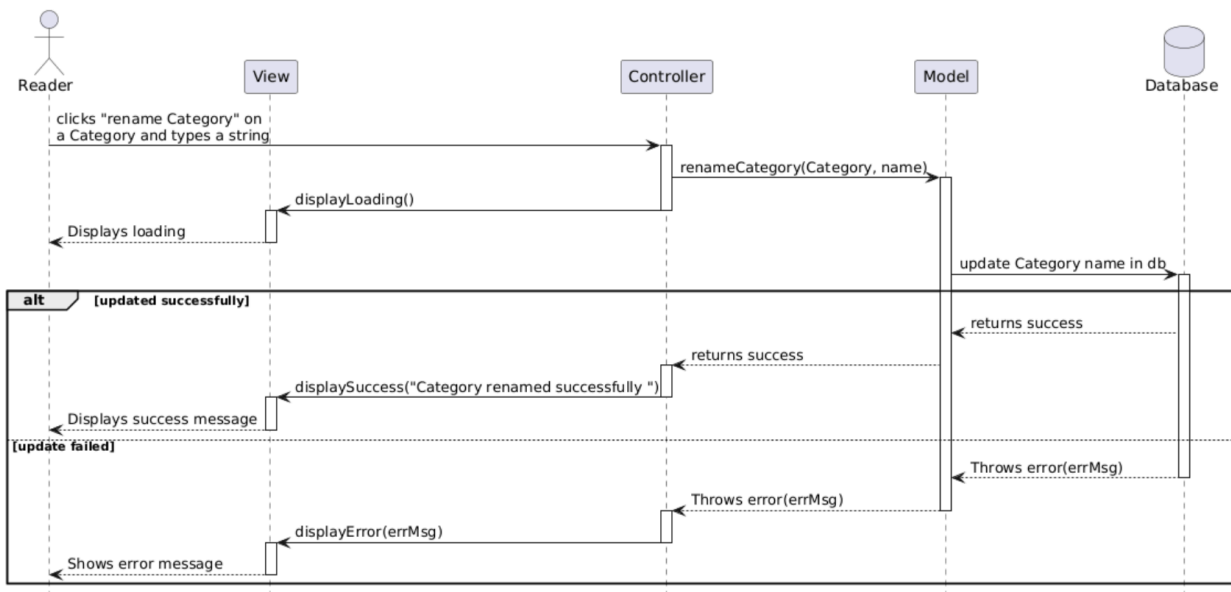 Reader
View
Controller
Model
Database
clicks "rename Category" on
a Category and types a string
renameCategory(Category, name)
displayLoading()
Displays loading
update Category name in db
alt
[updated successfully]
returns success
returns success
displaySuccess("Category renamed successfully ")
Displays success message
[update failed]
Throws error(errMsg)
Throws error(errMsg)
displayError(errMsg)
Shows error message